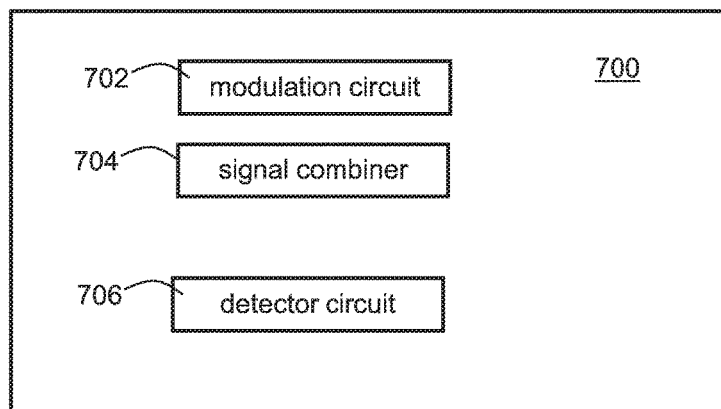 700
702 modulation circuit
704 signal combiner
706 detector circuit